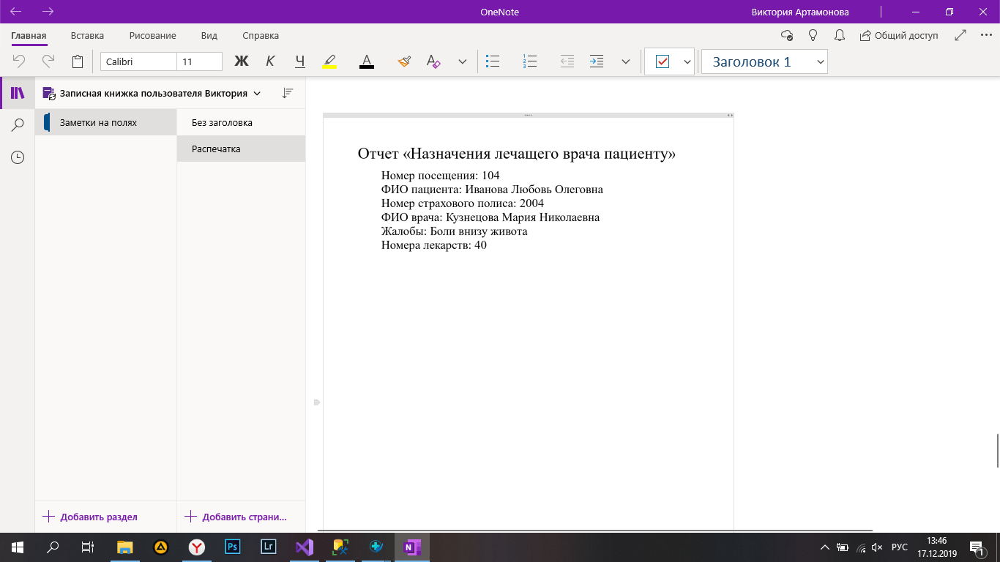 OneNote
Виктория Артамонова
Главная
Вставка
Рисование
Вид
Справка
Общий доступ
Calibri
11
Ж
К
Ч
А
А
Заголовок 1
Записная книжка пользователя Виктория
Заметки на полях
Без заголовка
Распечатка
Отчет «Назначения лечащего врача пациенту»
Номер посещения: 104
ФИО пациента: Иванова Любовь Олеговна
Номер страхового полиса: 2004
ФИО врача: Кузнецова Мария Николаевна
Жалобы: Боли внизу живота
Номера лекарств: 40
Добавить раздел
Добавить страни...
Ps
Lr
N
РУС
13:46
17.12.2019
1